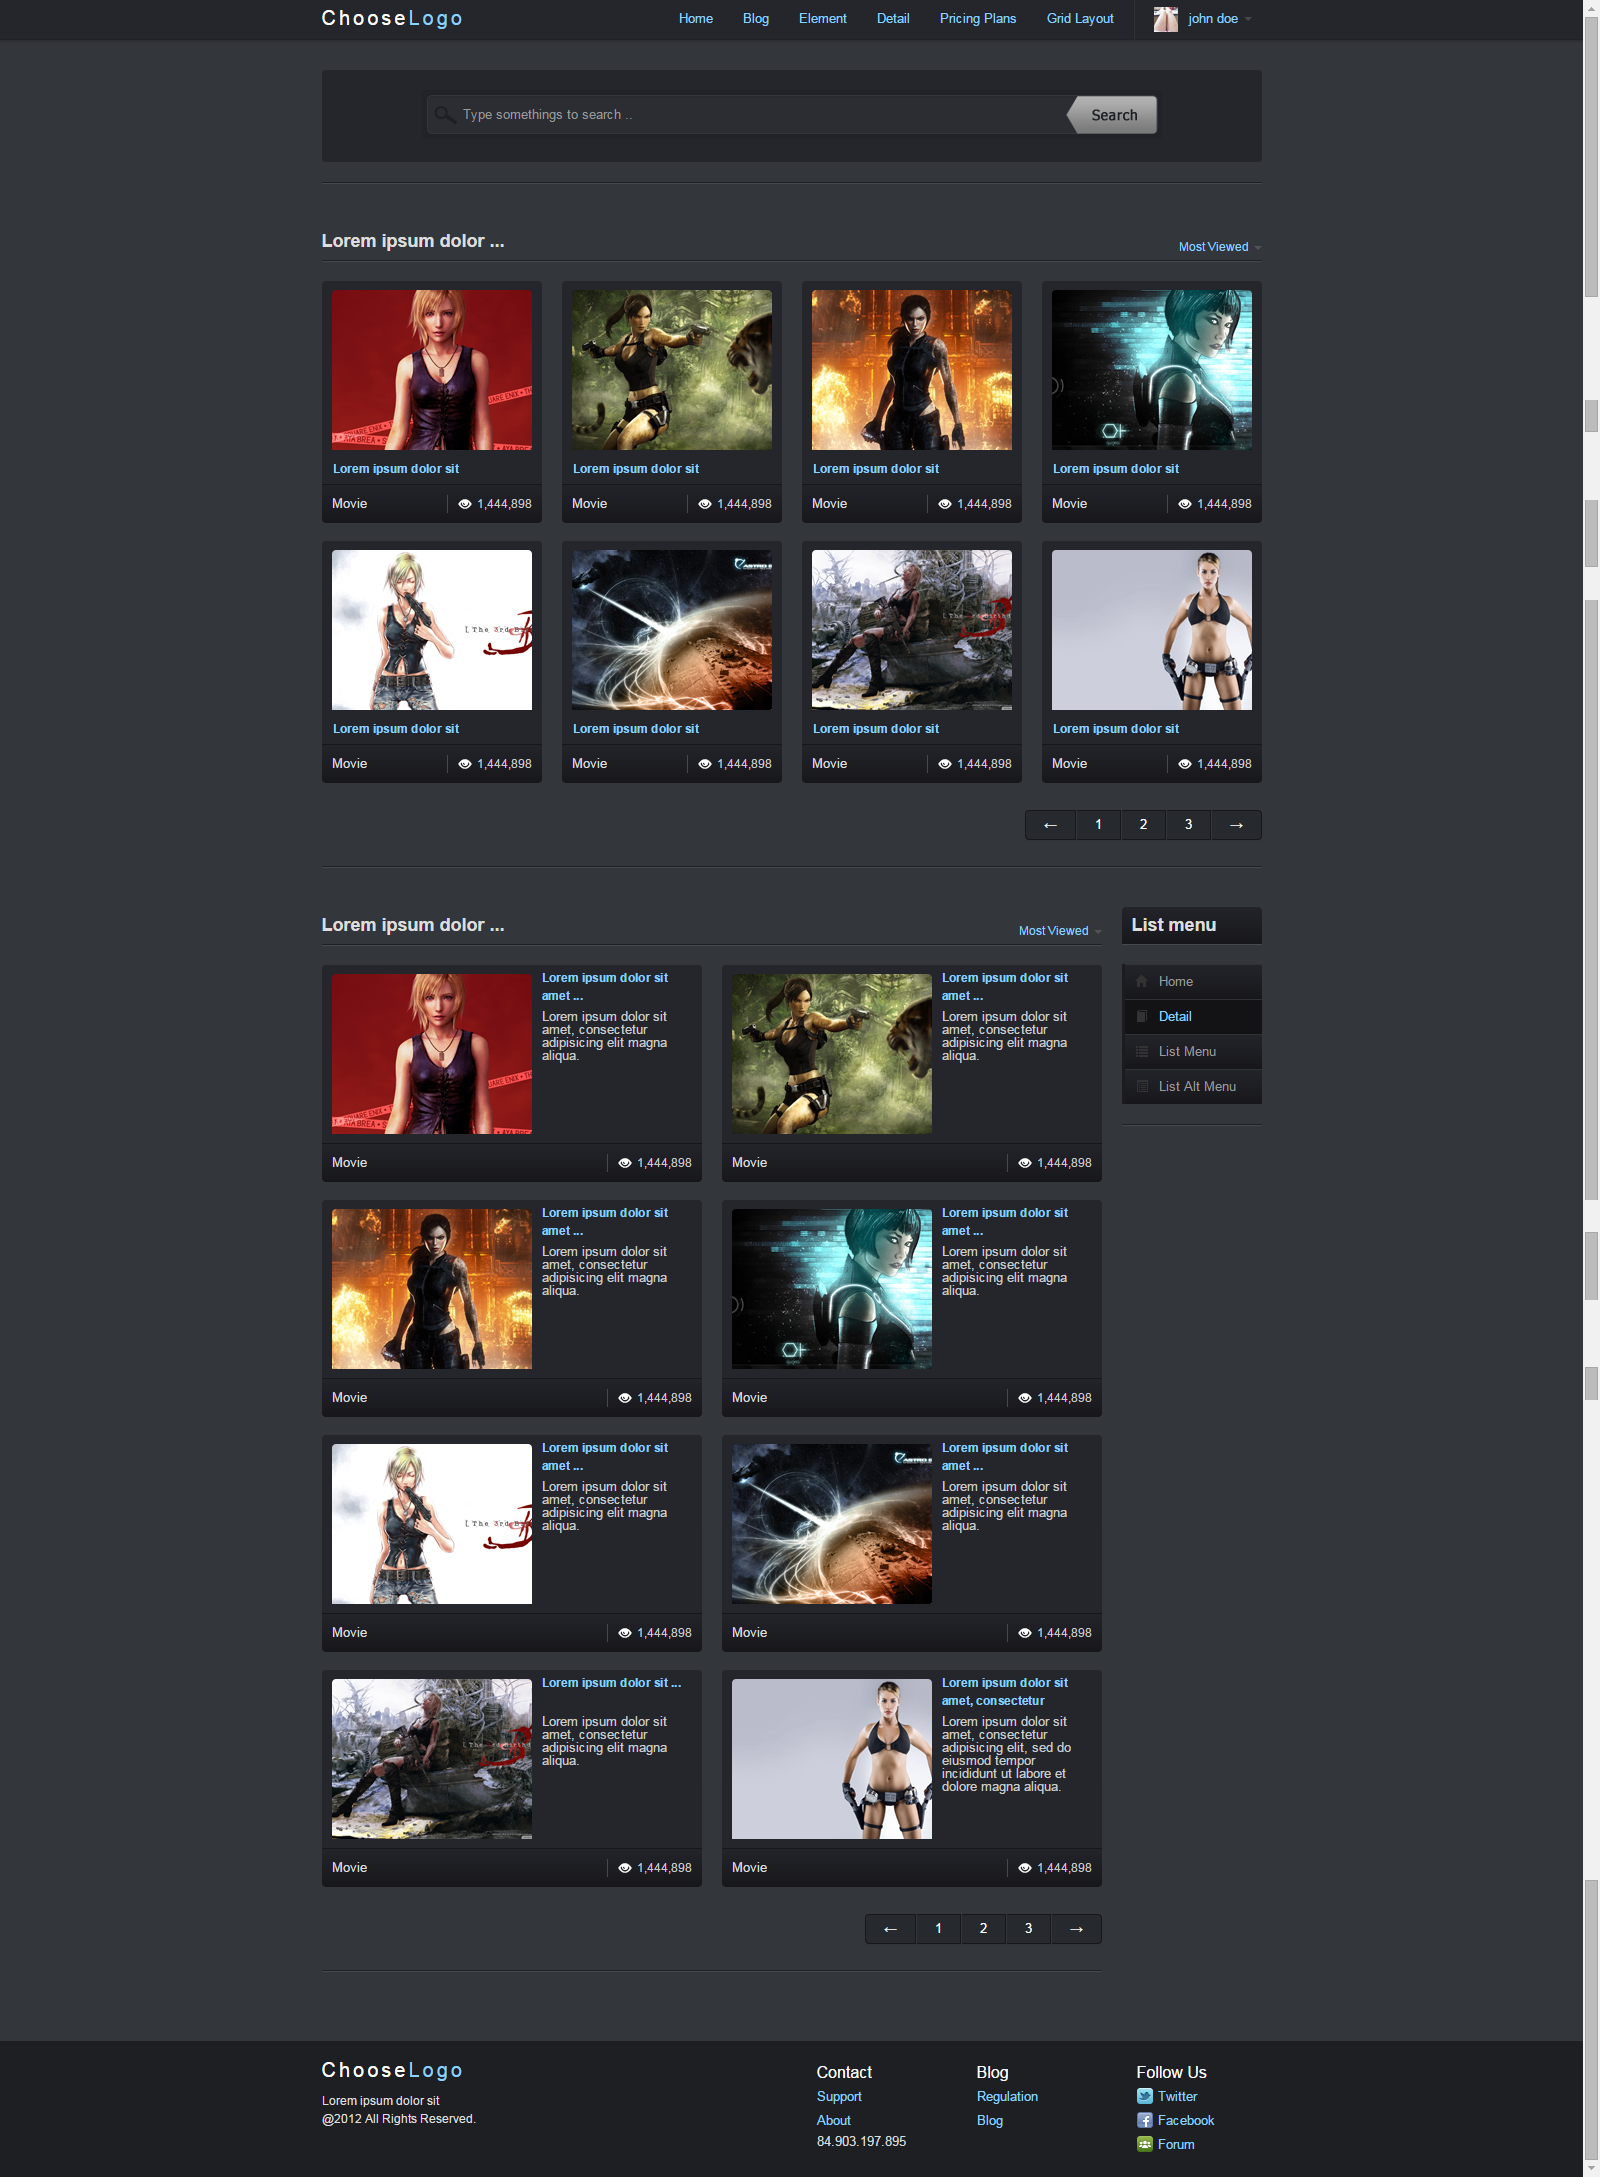 ChooseLogo
Home Blog Element Detail Pricing Plans Grid Layout john doe
Type somethings to search ..
Search
Lorem ipsum dolor ...
Most Viewed
Lorem ipsum dolor sit
Movie 1,444,898
Lorem ipsum dolor sit
Movie 1,444,898
Lorem ipsum dolor sit
Movie 1,444,898
Lorem ipsum dolor sit
Movie 1,444,898
Lorem ipsum dolor sit
Movie 1,444,898
Lorem ipsum dolor sit
Movie 1,444,898
Lorem ipsum dolor sit
Movie 1,444,898
Lorem ipsum dolor sit
Movie 1,444,898
← 1 2 3 →
Lorem ipsum dolor ...
Most Viewed
Lorem ipsum dolor sit
amet ...
Lorem ipsum dolor sit
amet, consectetur
adipisicing elit magna
aliqua.
Movie 1,444,898
Lorem ipsum dolor sit
amet ...
Lorem ipsum dolor sit
amet, consectetur
adipisicing elit magna
aliqua.
Movie 1,444,898
Lorem ipsum dolor sit
amet ...
Lorem ipsum dolor sit
amet, consectetur
adipisicing elit magna
aliqua.
Movie 1,444,898
Lorem ipsum dolor sit
amet ...
Lorem ipsum dolor sit
amet, consectetur
adipisicing elit magna
aliqua.
Movie 1,444,898
Lorem ipsum dolor sit
amet ...
Lorem ipsum dolor sit
amet, consectetur
adipisicing elit magna
aliqua.
Movie 1,444,898
Lorem ipsum dolor sit
amet ...
Lorem ipsum dolor sit
amet, consectetur
adipisicing elit magna
aliqua.
Movie 1,444,898
Lorem ipsum dolor sit ...
Lorem ipsum dolor sit
amet, consectetur
adipisicing elit magna
aliqua.
Movie 1,444,898
Lorem ipsum dolor sit
amet, consectetur
Lorem ipsum dolor sit
amet, consectetur
adipisicing elit, sed do
eiusmod tempor
incididunt ut labore et
dolore magna aliqua.
Movie 1,444,898
← 1 2 3 →
List menu
Home
Detail
List Menu
List Alt Menu
ChooseLogo
Lorem ipsum dolor sit
@2012 All Rights Reserved.
Contact
Support
About
84.903.197.895
Blog
Regulation
Blog
Follow Us
Twitter
Facebook
Forum